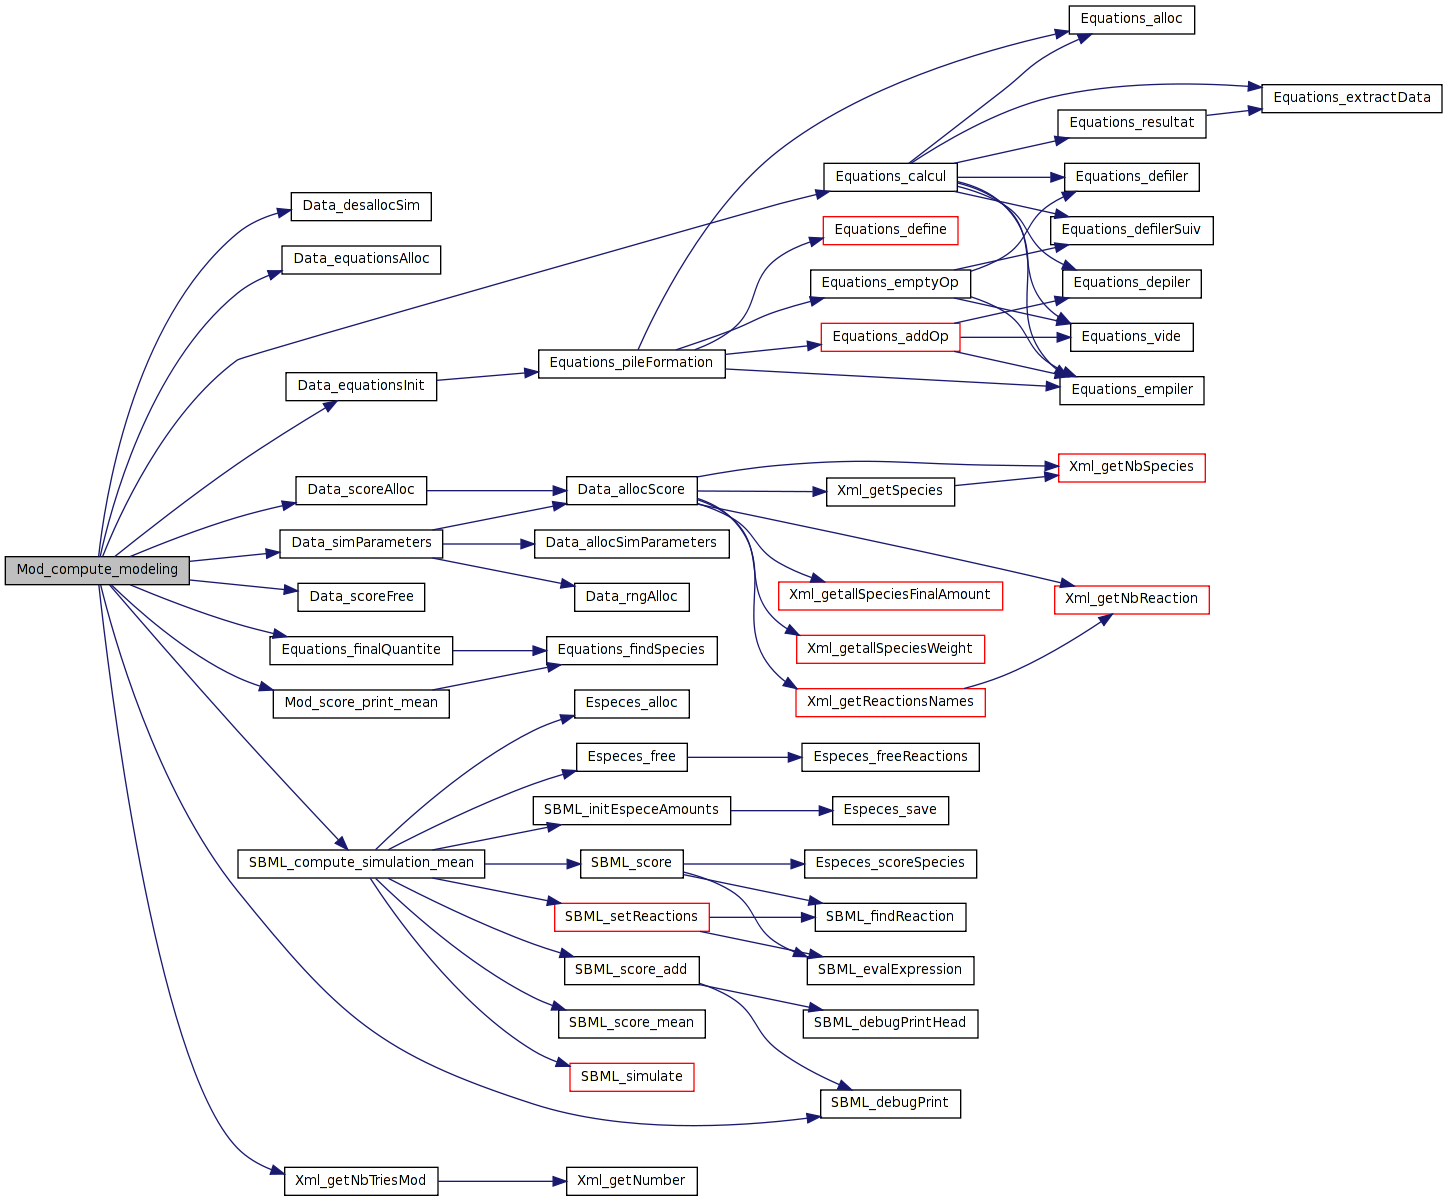 Mod_compute_modeling
Data_desallocSim
Data_equationsAlloc
Data_equationsInit
Data_scoreAlloc
Data_simParameters
Data_scoreFree
Equations_finalQuantite
Mod_score_print_mean
SBML_compute_simulation_mean
Xml_getNbTriesMod
Equations_pileFormation
Data_allocScore
Data_allocSimParameters
Data_rngAlloc
Equations_findSpecies
Especes_alloc
Especes_free
SBML_initEspeceAmounts
SBML_score
SBML_setReactions
SBML_score_add
SBML_score_mean
SBML_simulate
Xml_getNumber
Equations_calcul
Equations_define
Equations_emptyOp
Equations_addOp
Xml_getSpecies
Xml_getallSpeciesFinalAmount
Xml_getallSpeciesWeight
Xml_getReactionsNames
Especes_freeReactions
Especes_save
Especes_scoreSpecies
SBML_findReaction
SBML_evalExpression
SBML_debugPrintHead
SBML_debugPrint
Equations_alloc
Equations_resultat
Equations_defiler
Equations_defilerSuiv
Equations_depiler
Equations_vide
Equations_empiler
Xml_getNbSpecies
Xml_getNbReaction
Equations_extractData